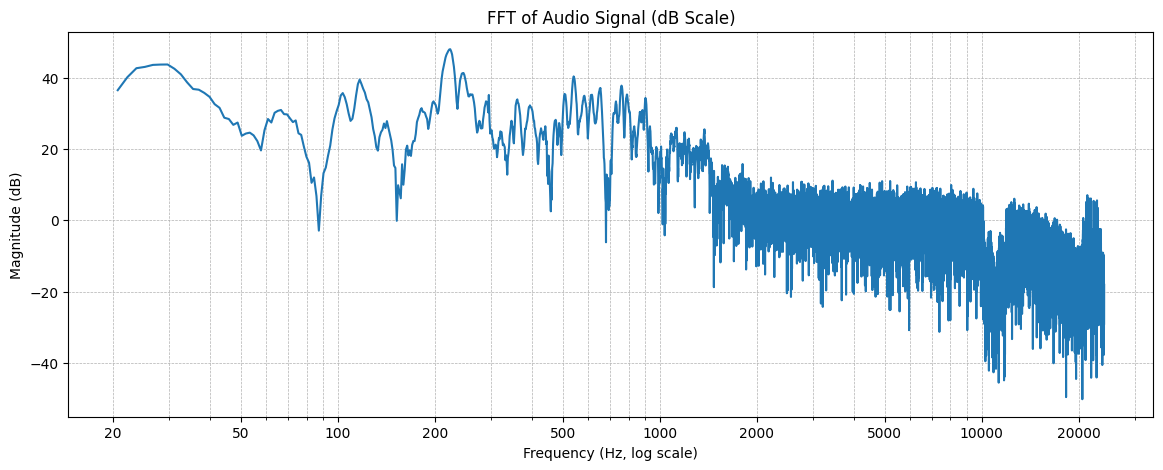 FFT of Audio Signal (dB Scale)
Magnitude (dB)
40
20
0
−20
−40
20 50 100 200 500 1000 2000 5000 10000 20000
Frequency (Hz, log scale)